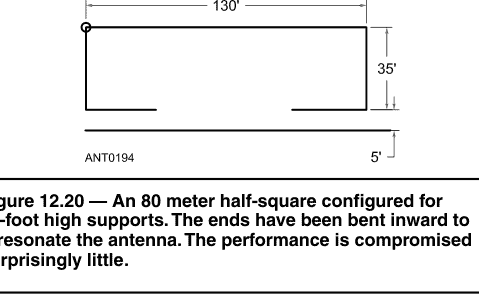 130'
35'
5'
ANT0194
gure 12.20 — An 80 meter half-square configured for
-foot high supports. The ends have been bent inward to
resonate the antenna. The performance is compromised
rprisingly little.